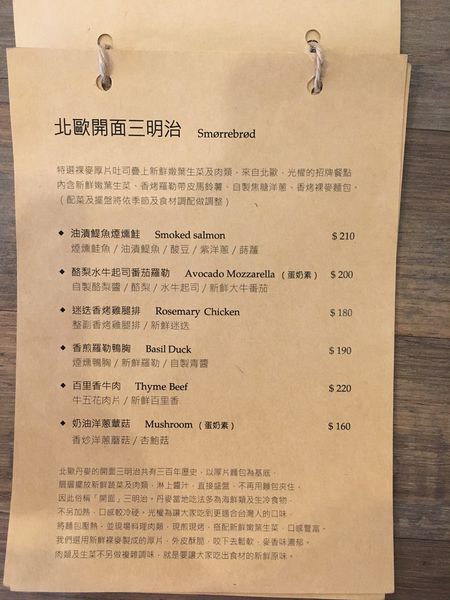 北歐開面三明治 Smørrebrød
特選裸麥厚片吐司疊上新鮮嫩葉生菜及肉類，來自北歐，光權的招牌餐點
內含新鮮嫩葉生菜、香烤羅勒帶皮馬鈴薯、自製焦糖洋蔥、香烤裸麥麵包。
（配菜及擺盤將依季節及食材調配做調整）
◆ 油漬鯷魚煙燻鮭 Smoked salmon $ 210
煙燻鮭魚 / 油漬鯷魚 / 酸豆 / 紫洋蔥 / 蒔蘿
◆ 酪梨水牛起司番茄羅勒 Avocado Mozzarella （蛋奶素） $ 200
自製酪梨醬 / 酪梨 / 水牛起司 / 新鮮大牛番茄
◆ 迷迭香烤雞腿排 Rosemary Chicken $ 180
整副香烤雞腿排 / 新鮮迷迭
◆ 香煎羅勒鴨胸 Basil Duck $ 190
煙燻鴨胸 / 新鮮羅勒 / 自製青醬
◆ 百里香牛肉 Thyme Beef $ 220
牛五花肉片 / 新鮮百里香
◆ 奶油洋蔥蕈菇 Mushroom （蛋奶素） $ 160
香炒洋蔥蘑菇 / 杏鮑菇
北歐丹麥的開面三明治共有三百年歷史，以厚片麵包為基底，
層層擺放新鮮蔬菜及肉類，淋上醬汁，直接盛盤，不再用麵包夾住，
因此俗稱「開面」三明治。丹麥當地吃法多為海鮮類及生冷食物，
不另加熱，口感較冷硬。光權為讓大家吃到更適合台灣人的口味，
將麵包壓熱，並現場料理肉類，現煎現烤，搭配新鮮嫩葉生菜，口感豐富。
我們選用新鮮裸麥製成的厚片，外皮酥脆，咬下去鬆軟，麥香味濃郁。
肉類及生菜不另做複雜調味，就是要讓大家吃出食材的新鮮原味。